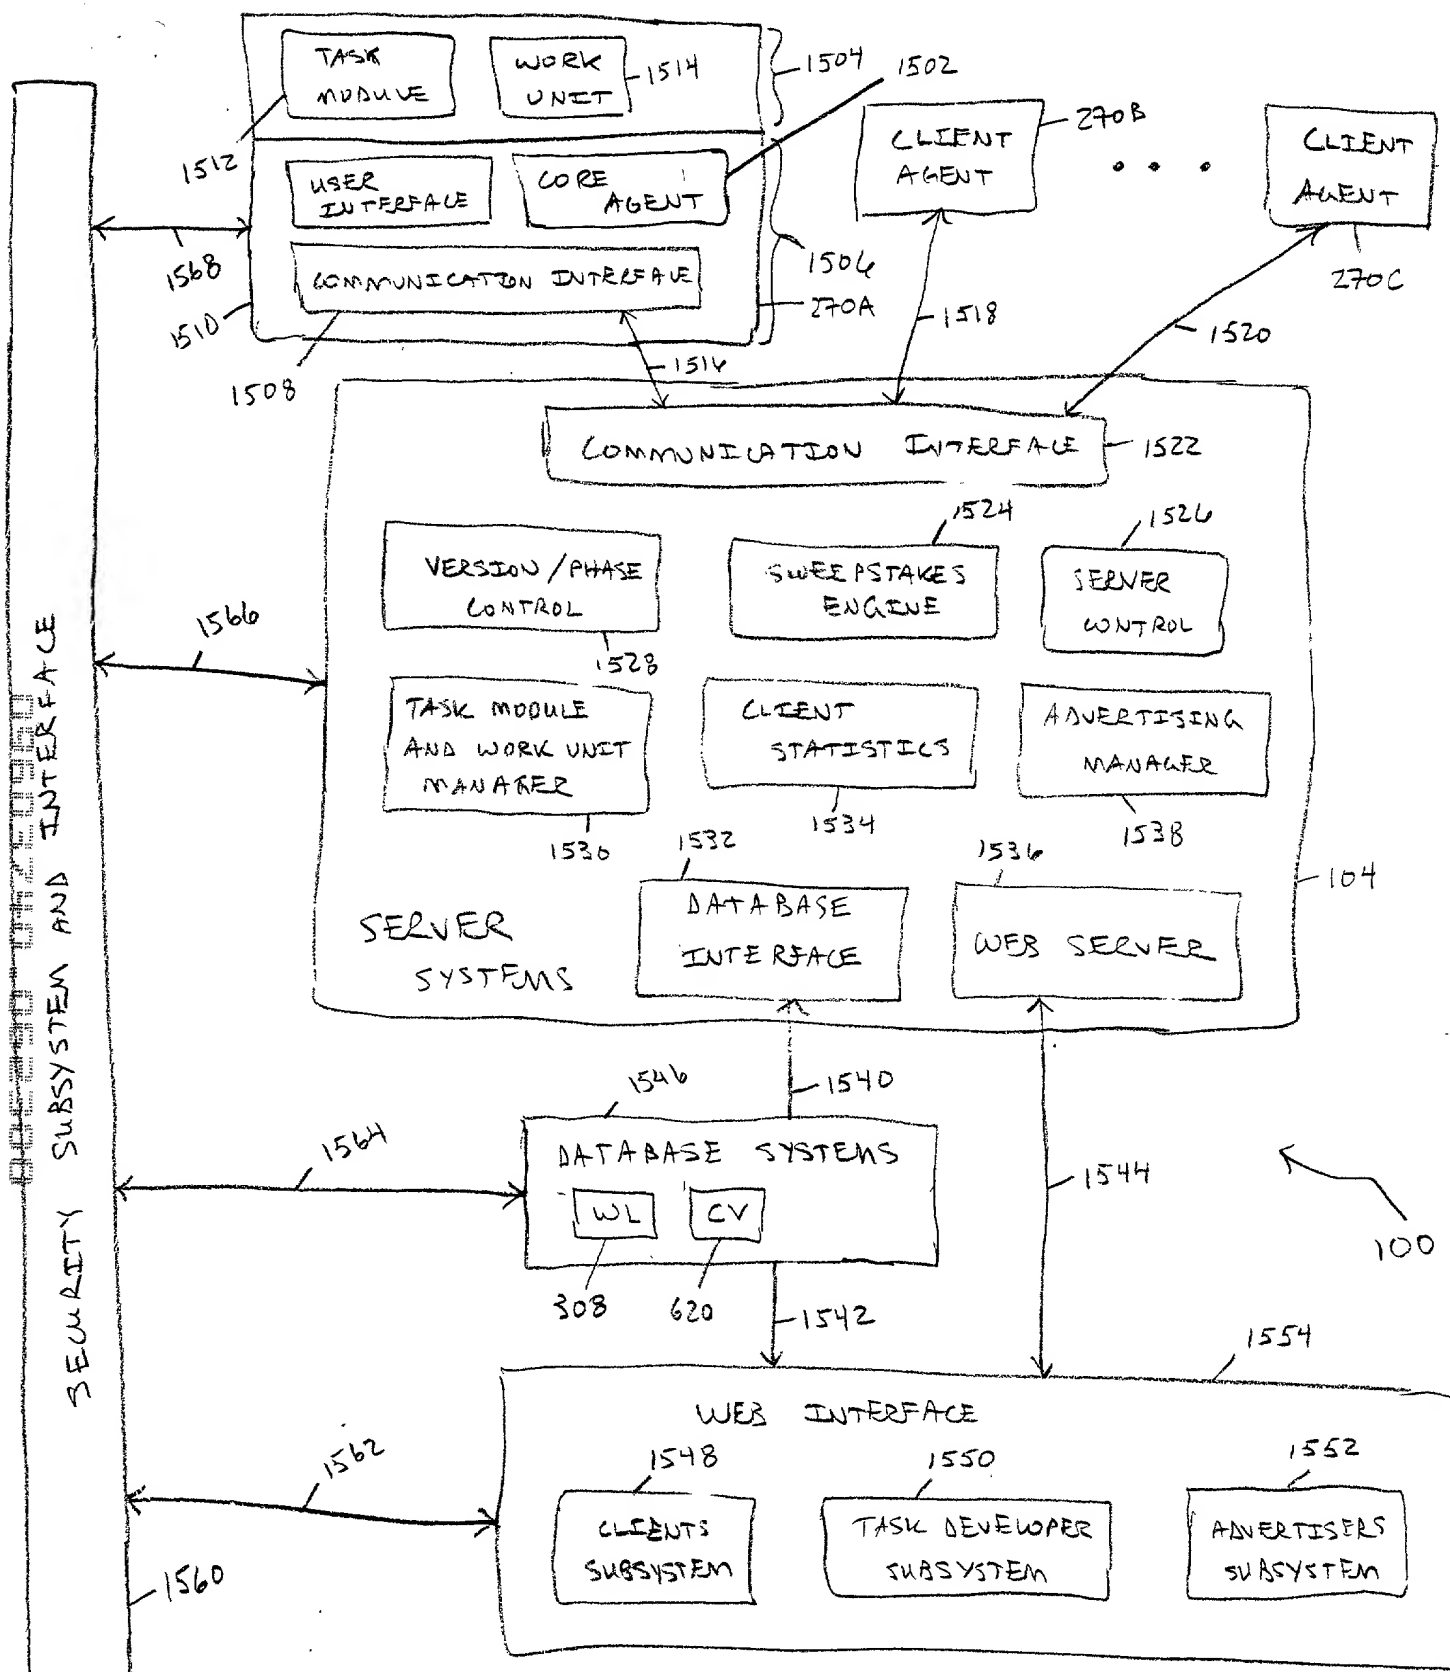 TASK
MODULE
WORK
UNIT
1514
1504
1502
1512
USER
INTERFACE
CORE
AGENT
CLIENT
AGENT
270B
CLIENT
AGENT
270C
1568
COMMUNICATION INTERFACE
1506
270A
1510
1508
1516
1518
1520
COMMUNICATION INTERFACE
1522
1524
1526
VERSION/PHASE
CONTROL
1528
SWEEPSTAKES
ENGINE
SERVER
CONTROL
1566
TASK MODULE
AND WORK UNIT
MANAGER
1530
CLIENT
STATISTICS
1534
ADVERTISING
MANAGER
1538
1532
1536
104
DATABASE
INTERFACE
WEB SERVER
SERVER
SYSTEMS
1546
1540
1564
DATABASE SYSTEMS
WL
CV
308
620
1542
1544
100
1554
WEB INTERFACE
1562
1548
1550
1552
CLIENTS
SUBSYSTEM
TASK DEVELOPER
SUBSYSTEM
ADVERTISERS
SUBSYSTEM
1560
SECURITY SUBSYSTEM AND INTERFACE